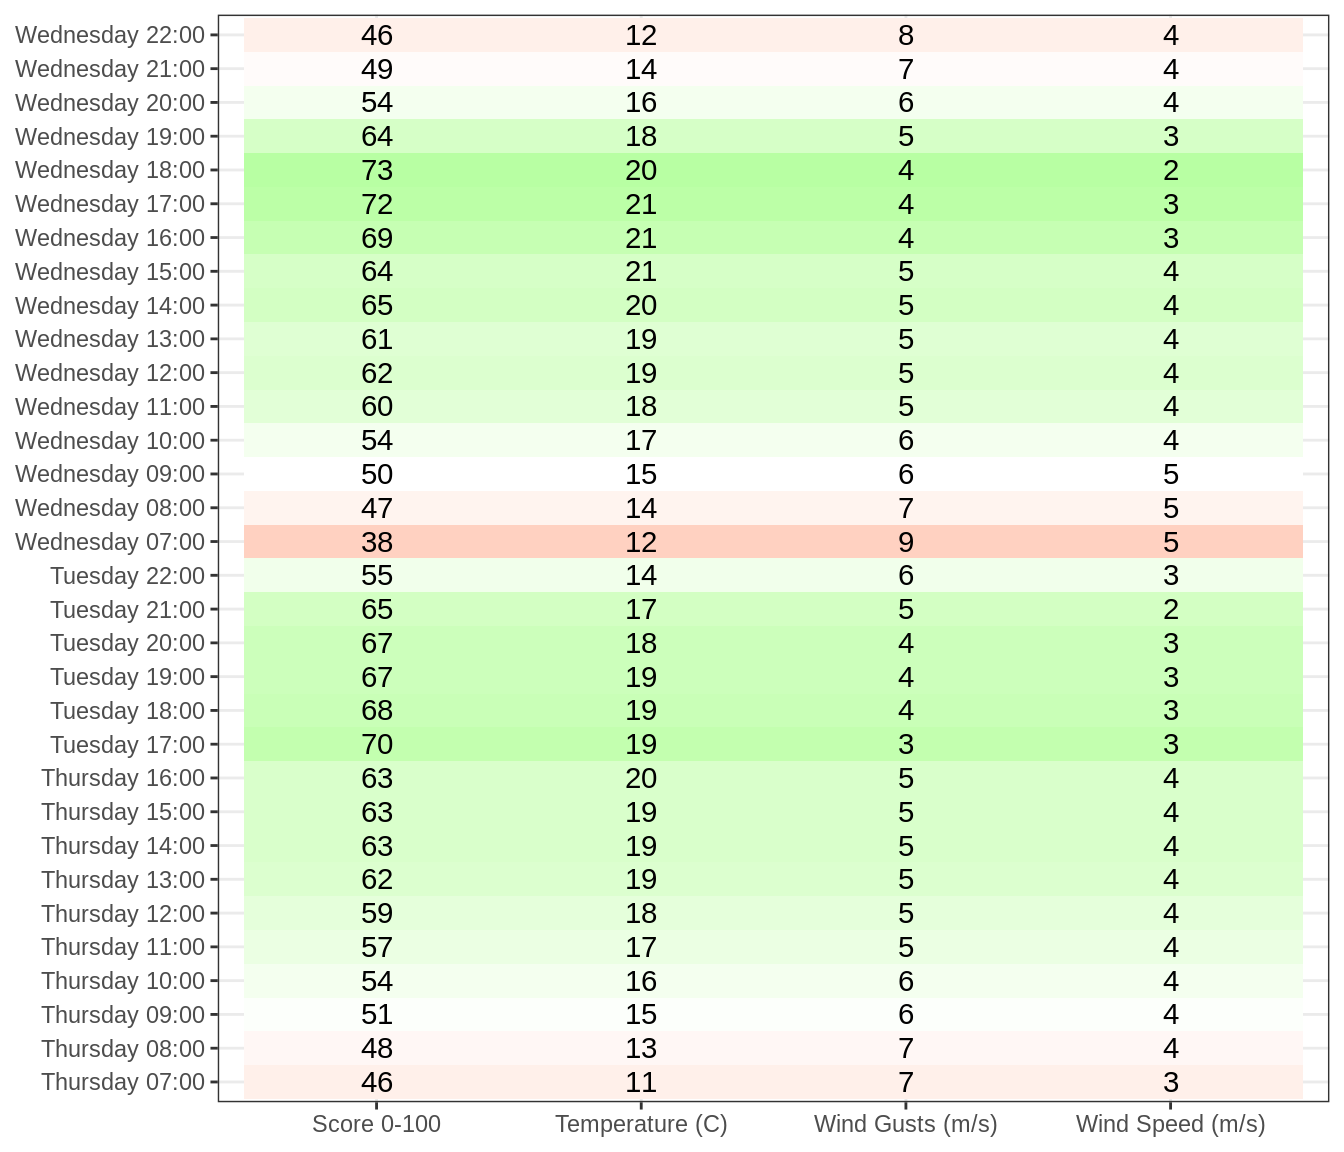 Wednesday 22:00 46 12 8 4
Wednesday 21:00 49 14 7 4
Wednesday 20:00 54 16 6 4
Wednesday 19:00 64 18 5 3
Wednesday 18:00 73 20 4 2
Wednesday 17:00 72 21 4 3
Wednesday 16:00 69 21 4 3
Wednesday 15:00 64 21 5 4
Wednesday 14:00 65 20 5 4
Wednesday 13:00 61 19 5 4
Wednesday 12:00 62 19 5 4
Wednesday 11:00 60 18 5 4
Wednesday 10:00 54 17 6 4
Wednesday 09:00 50 15 6 5
Wednesday 08:00 47 14 7 5
Wednesday 07:00 38 12 9 5
Tuesday 22:00 55 14 6 3
Tuesday 21:00 65 17 5 2
Tuesday 20:00 67 18 4 3
Tuesday 19:00 67 19 4 3
Tuesday 18:00 68 19 4 3
Tuesday 17:00 70 19 3 3
Thursday 16:00 63 20 5 4
Thursday 15:00 63 19 5 4
Thursday 14:00 63 19 5 4
Thursday 13:00 62 19 5 4
Thursday 12:00 59 18 5 4
Thursday 11:00 57 17 5 4
Thursday 10:00 54 16 6 4
Thursday 09:00 51 15 6 4
Thursday 08:00 48 13 7 4
Thursday 07:00 46 11 7 3
Score 0-100 Temperature (C) Wind Gusts (m/s) Wind Speed (m/s)